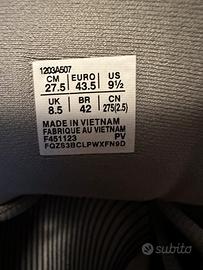 1203A507
CM EURO US
27.5 43.5 9½
UK BR CN
8.5 42 275(2.5)
MADE IN VIETNAM
FABRIQUE AU VIETNAM
F451123 PV
FQZS3BCLPWXFN9D
subito